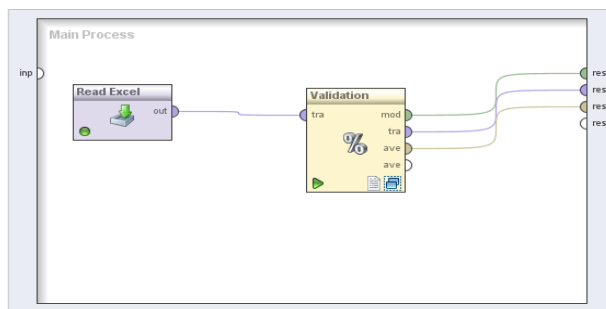 Main Process
inp
Read Excel
out
Validation
tra
mod
tra
ave
ave
%
res
res
res
res